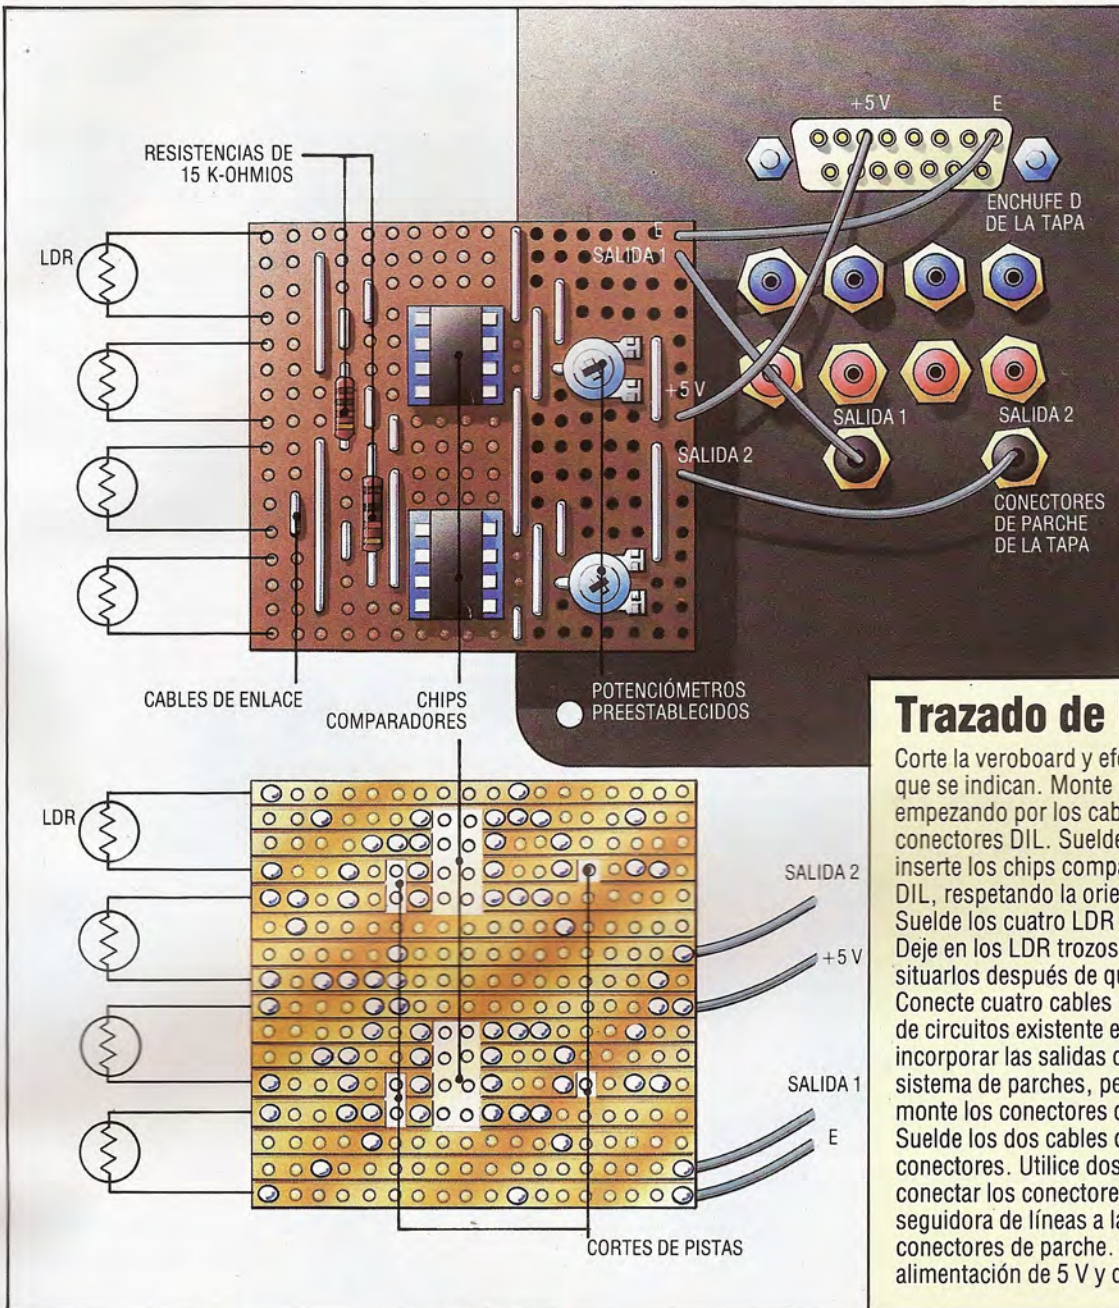 +5 V
E
RESISTENCIAS DE
15 K-OHMIOS
ENCHUFE D
DE LA TAPA
LDR
E
SALIDA 1
+5 V
SALIDA 2
SALIDA 1
SALIDA 2
CONECTORES
DE PARCHE
DE LA TAPA
CABLES DE ENLACE
CHIPS
COMPARADORES
POTENCIÓMETROS
PREESTABLECIDOS
LDR
SALIDA 2
+5 V
SALIDA 1
E
CORTES DE PISTAS
Trazado de
Corte la veroboard y efe
que se indican. Monte
empezando por los cab
conectores DIL. Suelde
inserte los chips compa
DIL, respetando la orie
Suelde los cuatro LDR
Deje en los LDR trozos
situarlos después de qu
Conecte cuatro cables
de circuitos existente e
incorporar las salidas d
sistema de parches, pe
monte los conectores
Suelde los dos cables d
conectores. Utilice dos
conectar los conectore
seguidora de líneas a la
conectores de parche.
alimentación de 5 V y c